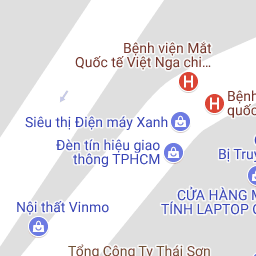 Bệnh viện Mắt
Quốc tế Việt Nga chi...
H
H
Bệnh
quốc
Siêu thị Điện máy Xanh
Đèn tín hiệu giao
thông TPHCM
Bị Truy
CỬA HÀNG M
TÍNH LAPTOP
Nội thất Vinmo
Tổng Công Ty Thái Sơn